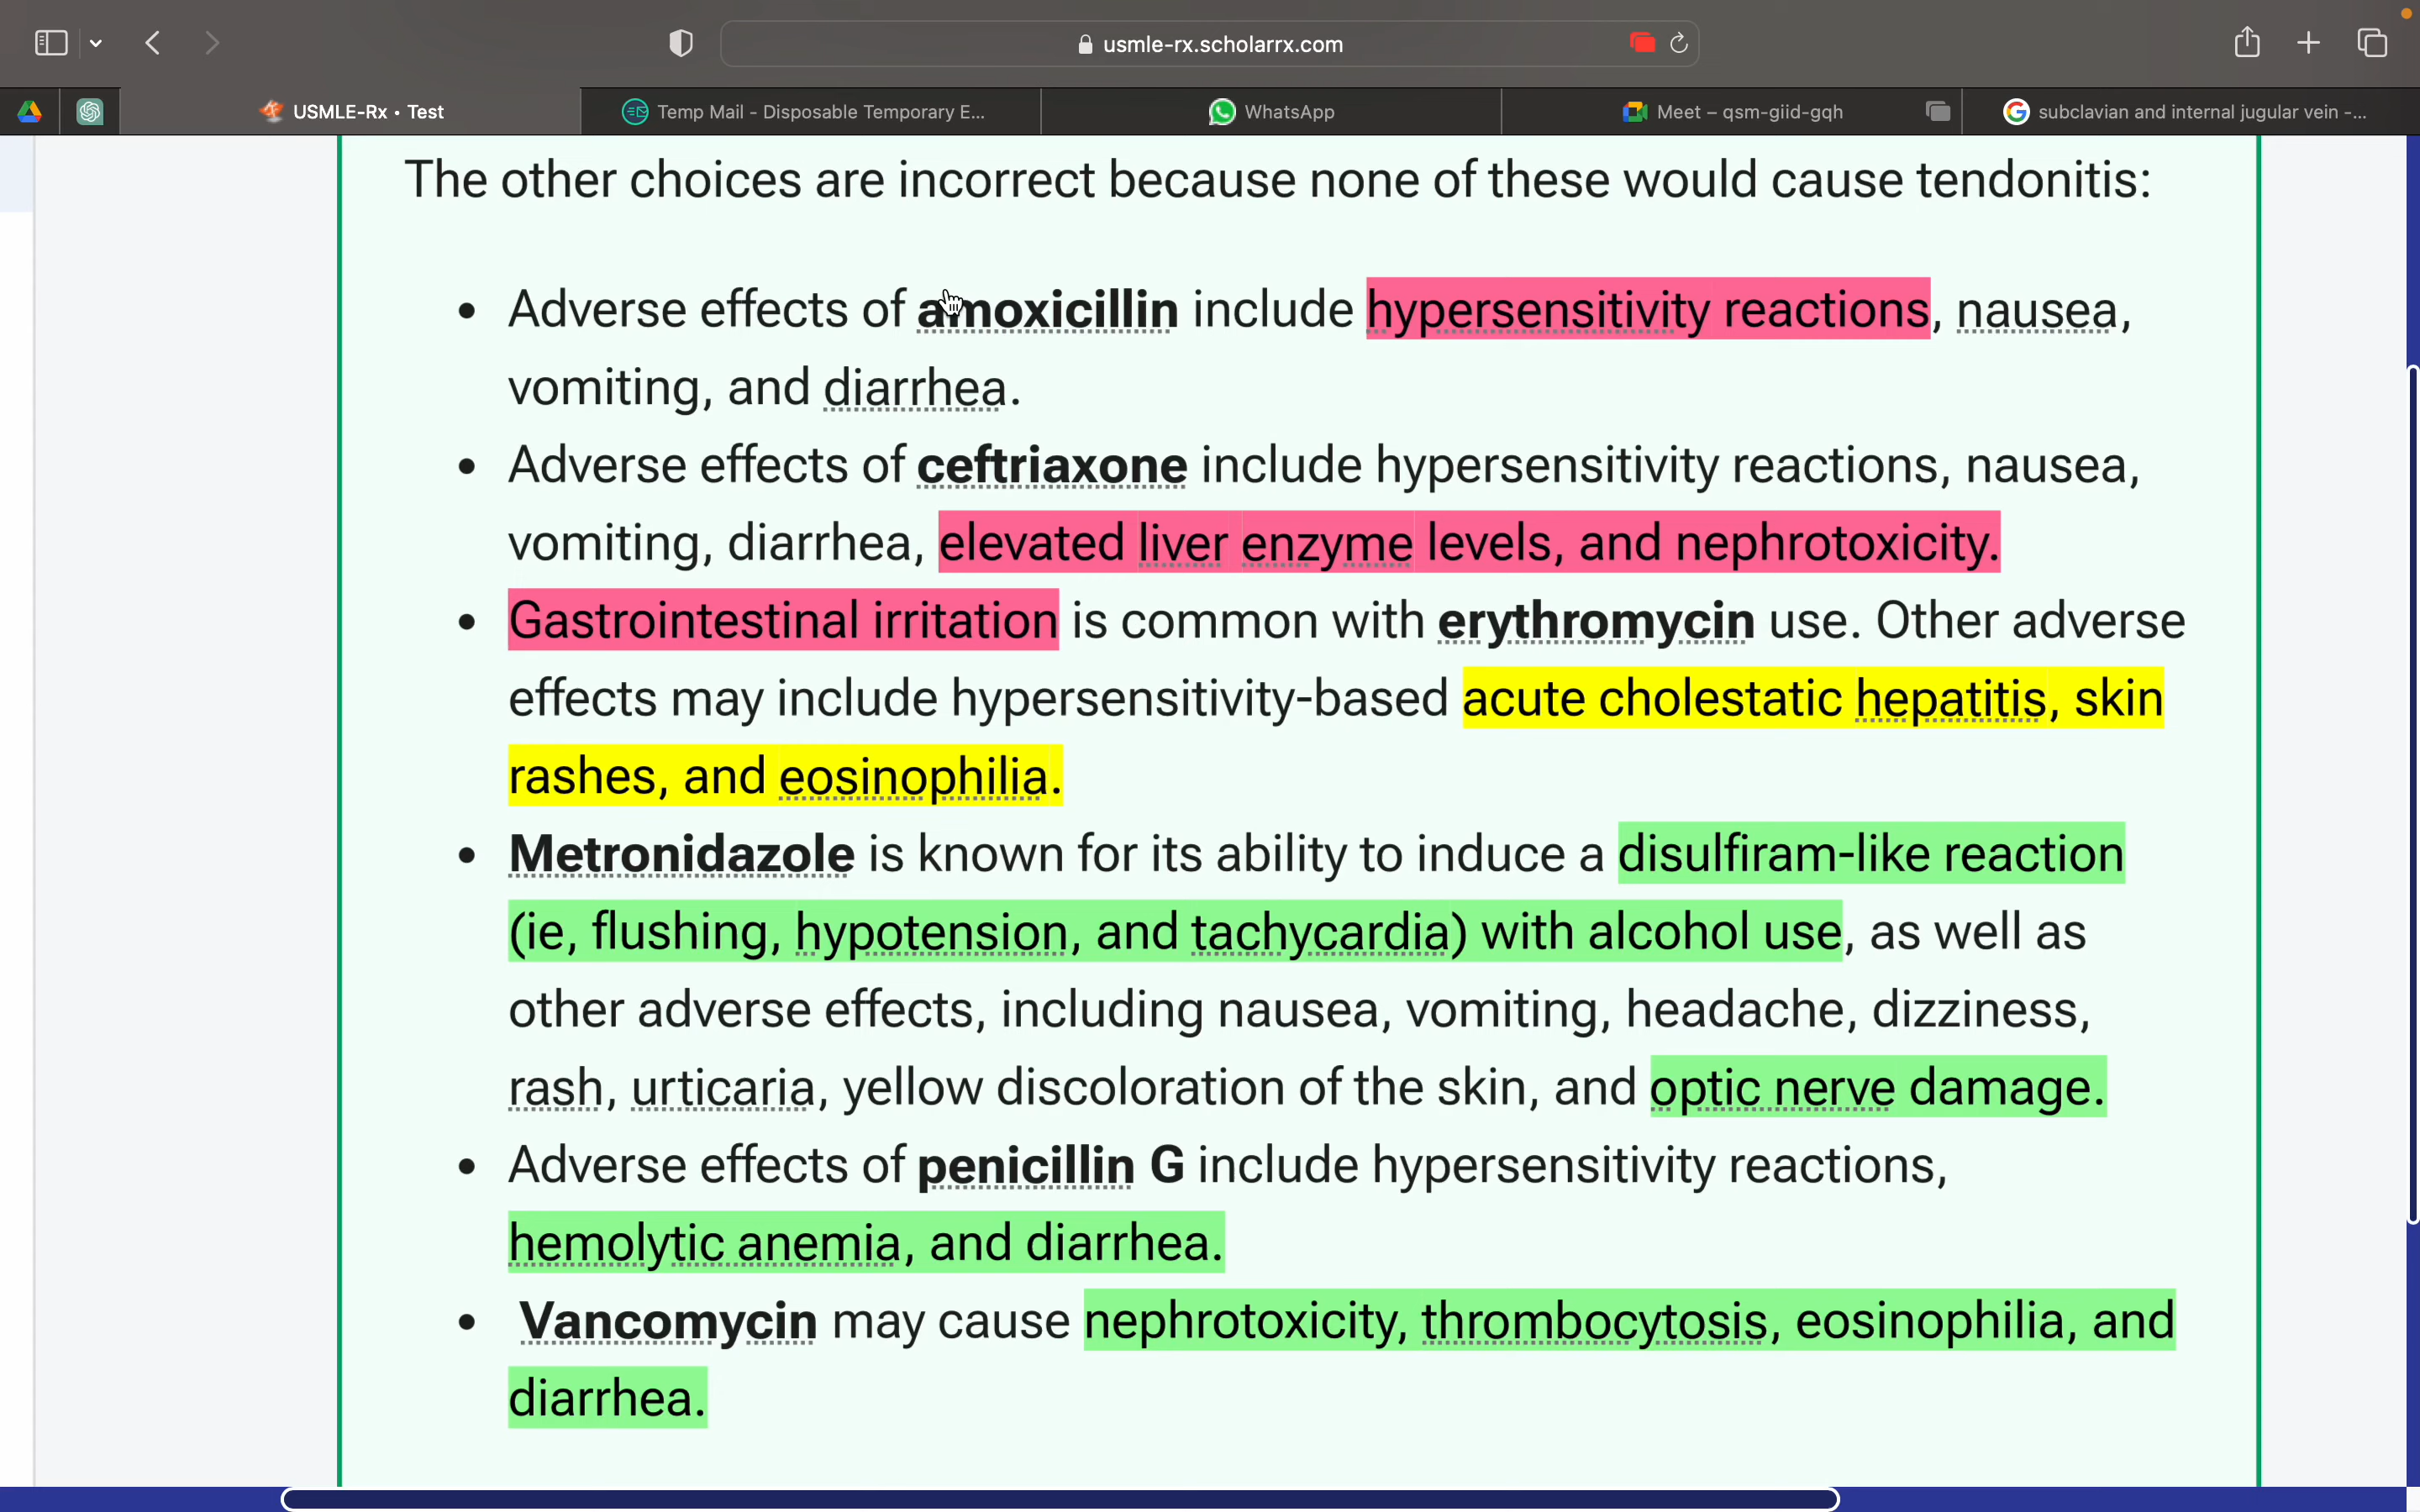 usmle-rx.scholarrx.com
USMLE-Rx • Test
Temp Mail - Disposable Temporary E...
WhatsApp
Meet – qsm-giid-gqh
subclavian and internal jugular vein -...
The other choices are incorrect because none of these would cause tendonitis:
• Adverse effects of amoxicillin include hypersensitivity reactions, nausea,
vomiting, and diarrhea.
• Adverse effects of ceftriaxone include hypersensitivity reactions, nausea,
vomiting, diarrhea, elevated liver enzyme levels, and nephrotoxicity.
• Gastrointestinal irritation is common with erythromycin use. Other adverse
effects may include hypersensitivity-based acute cholestatic hepatitis, skin
rashes, and eosinophilia.
• Metronidazole is known for its ability to induce a disulfiram-like reaction
(ie, flushing, hypotension, and tachycardia) with alcohol use, as well as
other adverse effects, including nausea, vomiting, headache, dizziness,
rash, urticaria, yellow discoloration of the skin, and optic nerve damage.
• Adverse effects of penicillin G include hypersensitivity reactions,
hemolytic anemia, and diarrhea.
• Vancomycin may cause nephrotoxicity, thrombocytosis, eosinophilia, and
diarrhea.